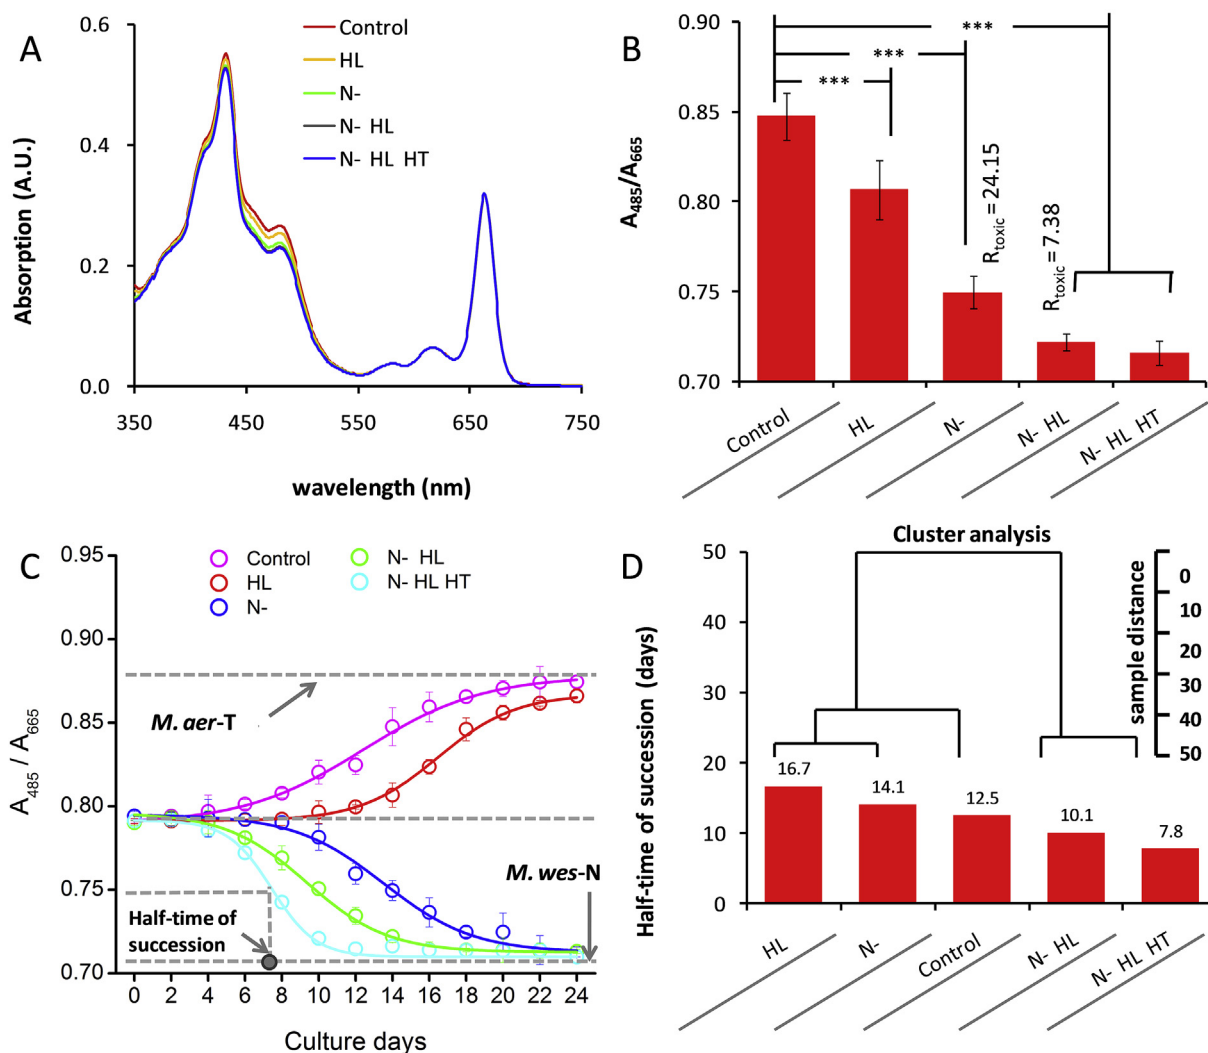 A
0.6
0.4
0.2
0.0
Absorption (A.U.)
Control
HL
N-
N- HL
N- HL HT
350
450
550
650
750
wavelength (nm)
B
0.90
0.85
0.80
0.75
0.70
A485/A665
***
***
***
Rtoxic = 24.15
Rtoxic = 7.38
Control
HL
N-
N- HL
N- HL HT
C
0.95
0.90
0.85
0.80
0.75
0.70
A485 / A665
Control
HL
N-
N- HL
N- HL HT
M. aer-T
M. wes-N
Half-time of
succession
0 2 4 6 8 10 12 14 16 18 20 22 24
Culture days
D
Cluster analysis
50
40
30
20
10
0
Half-time of succession (days)
sample distance
0
10
20
30
40
50
16.7
14.1
12.5
10.1
7.8
HL
N-
Control
N- HL
N- HL HT